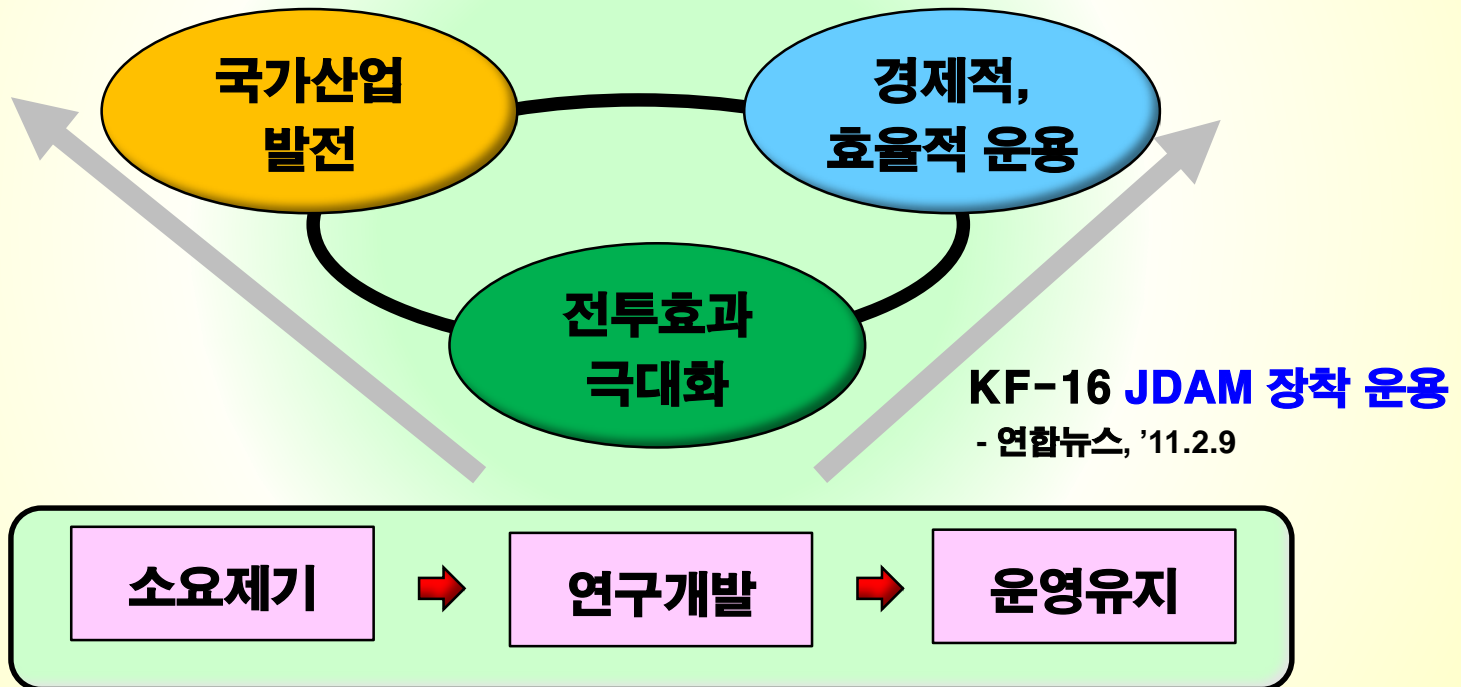 국가산업
발전
경제적,
효율적 운용
전투효과
극대화
KF-16 JDAM 장착 운용
- 연합뉴스, ’11.2.9
소요제기
연구개발
운영유지